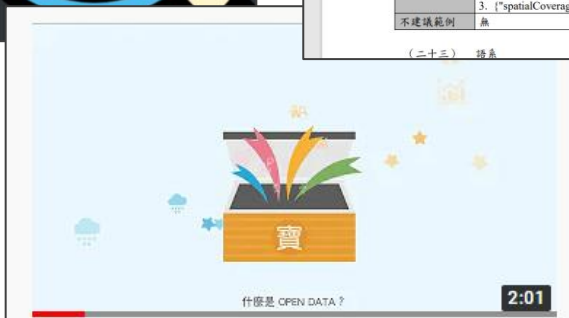 3. {"spatialCoverag
不建議範例 無
（二十三） 語系
寶
什麼是 OPEN DATA？
2:01